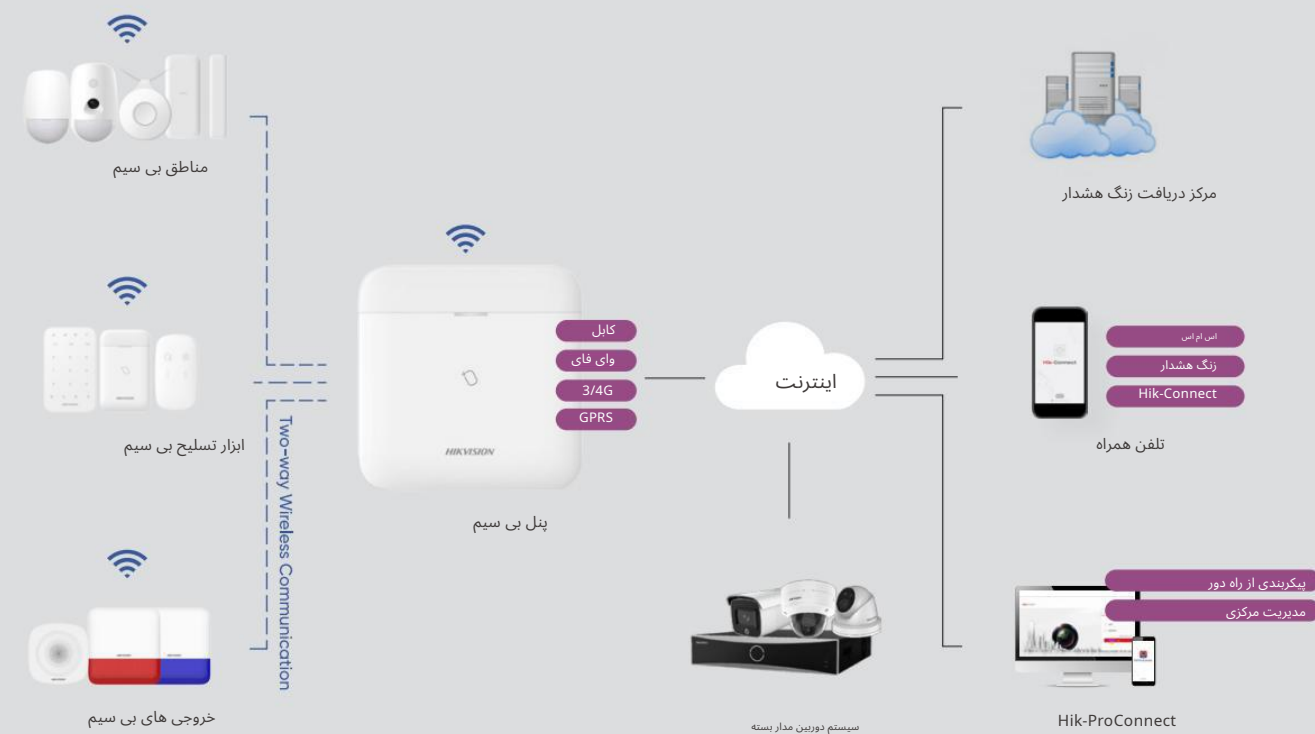 مناطق بی سیم
ابزار تسلیح بی سیم
خروجی های بی سیم
Two-way Wireless Communication
کابل
وای فای
3/4G
GPRS
HIKVISION
پنل بی سیم
اینترنت
سیستم دوربین مدار بسته
مرکز دریافت زنگ هشدار
Hik-Connect
اس ام اس
زنگ هشدار
Hik-Connect
تلفن همراه
پیکربندی از راه دور
مدیریت مرکزی
Hik-ProConnect